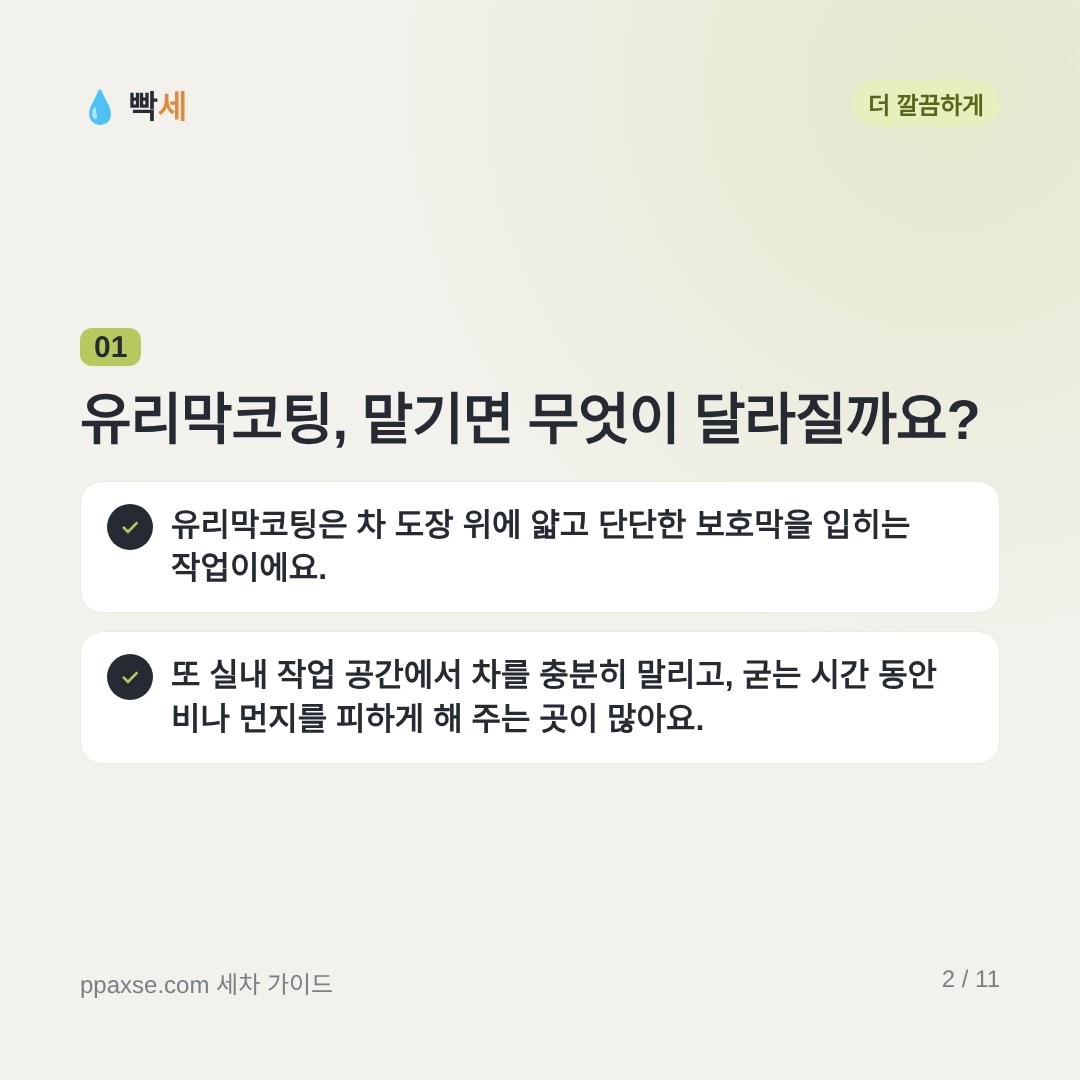 빡세
더 깔끔하게
01
유리막코팅, 맡기면 무엇이 달라질까요?
유리막코팅은 차 도장 위에 얇고 단단한 보호막을 입히는
작업이에요.
또 실내 작업 공간에서 차를 충분히 말리고, 굳는 시간 동안
비나 먼지를 피하게 해 주는 곳이 많아요.
ppaxse.com 세차 가이드
2 / 11